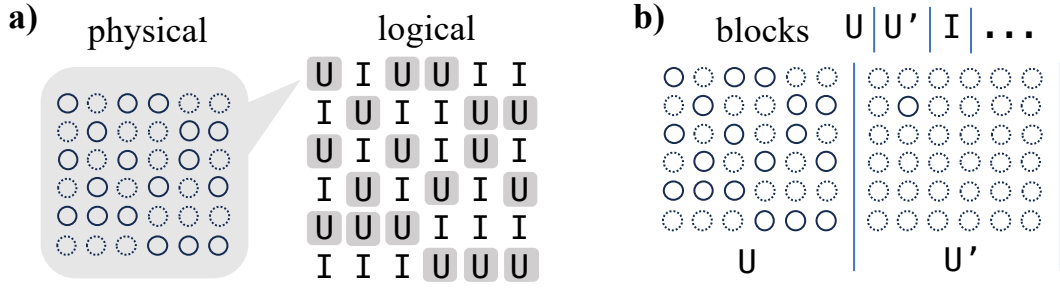 a)
physical
logical
U I U U I I
I U I I U U
U I U I U I
I U I U I U
U U U I I I
I I I U U U
b)
blocks U U’ I ...
U
U’